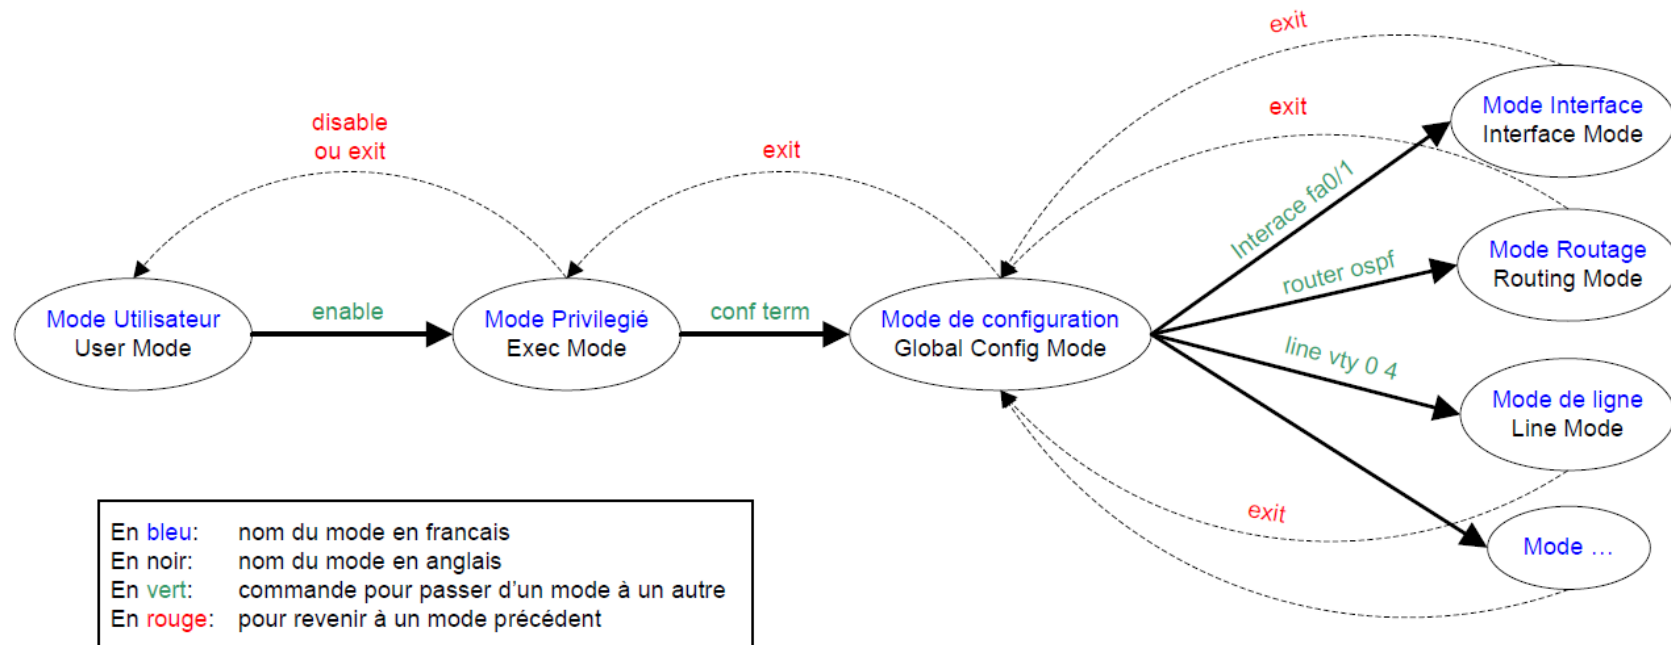 exit
Mode Interface
Interface Mode
exit
disable
ou exit
exit
Interace fa0/1
Mode Routage
Routing Mode
router ospf
Mode Utilisateur
User Mode
enable
Mode Privilegié
Exec Mode
conf term
Mode de configuration
Global Config Mode
line vty 0 4
Mode de ligne
Line Mode
exit
Mode ...
En bleu: nom du mode en francais
En noir: nom du mode en anglais
En vert: commande pour passer d'un mode à un autre
En rouge: pour revenir à un mode précédent